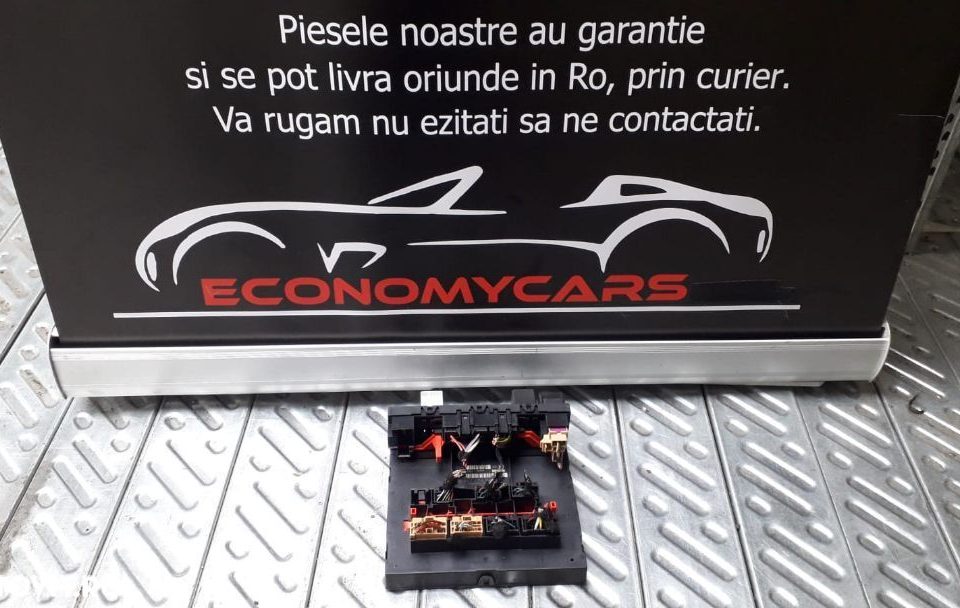 Piesele noastre au garantie
si se pot livra oriunde in Ro, prin curier.
Va rugam nu ezitati sa ne contactati.
ECONOMYCARS